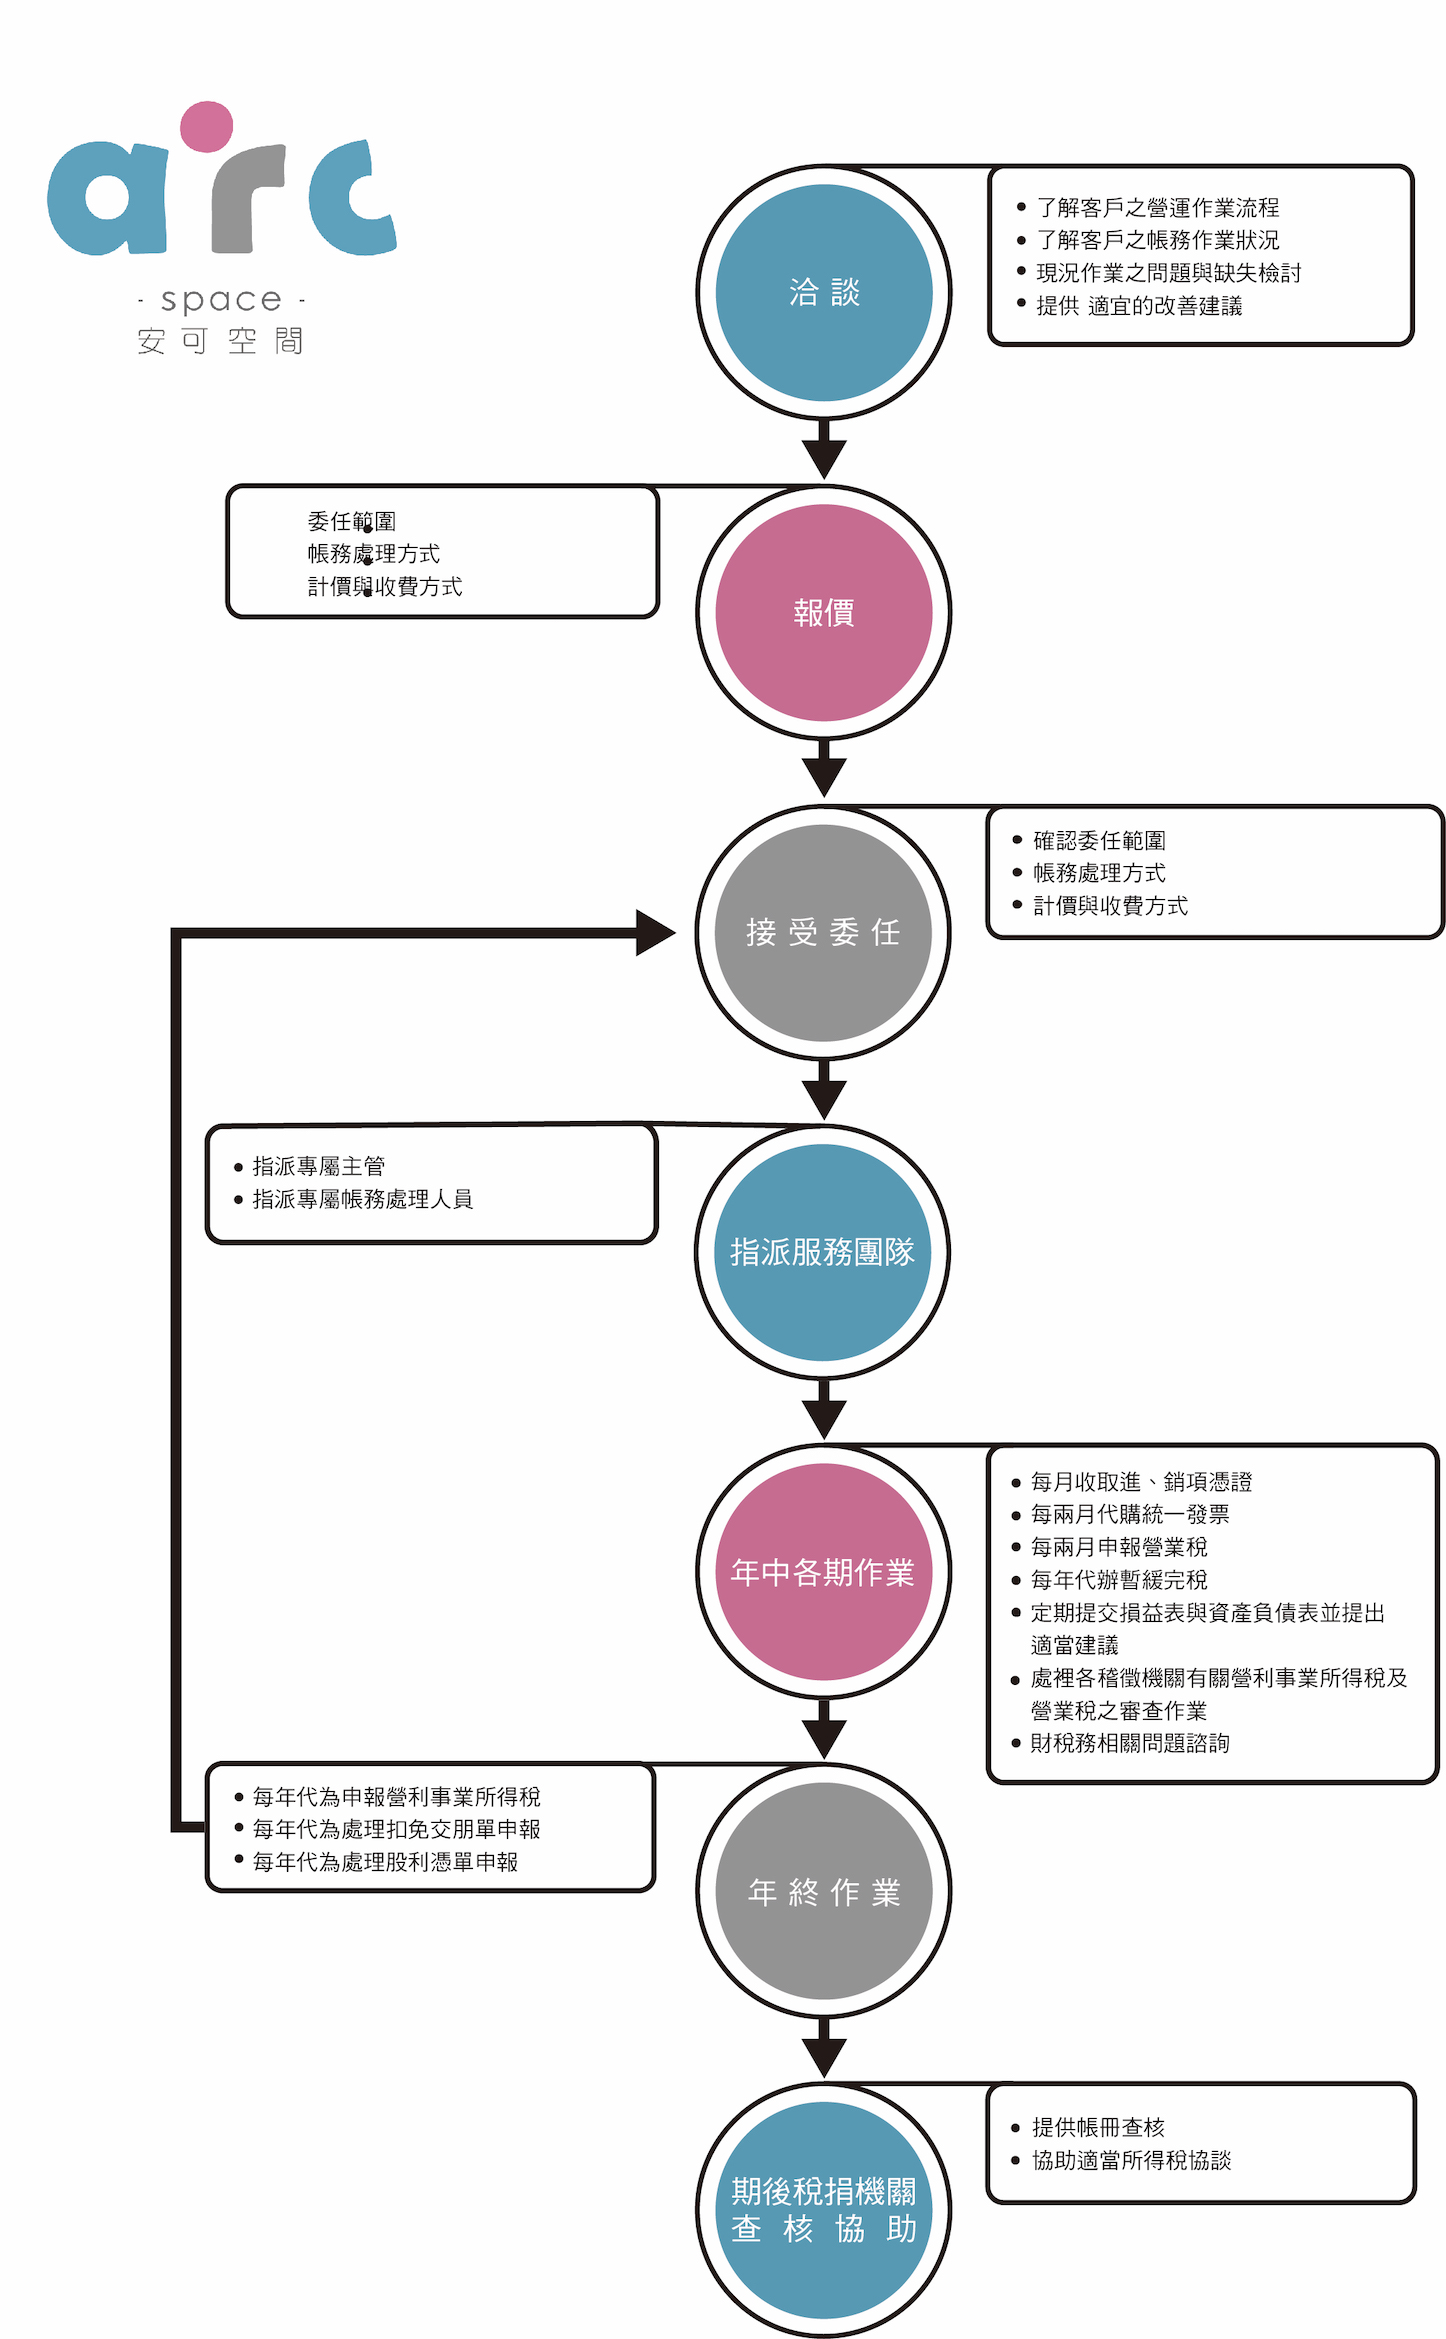 arc
- space -
安可空間
洽談
• 了解客戶之營運作業流程
• 了解客戶之帳務作業狀況
• 現況作業之問題與缺失檢討
• 提供 適宜的改善建議
報價
委任範圍
帳務處理方式
計價與收費方式
接受委任
• 確認委任範圍
• 帳務處理方式
• 計價與收費方式
指派服務團隊
• 指派專屬主管
• 指派專屬帳務處理人員
年中各期作業
• 每月收取進、銷項憑證
• 每兩月代購統一發票
• 每兩月申報營業稅
• 每年代辦暫緩完稅
• 定期提交損益表與資產負債表並提出
適當建議
• 處裡各稽徵機關有關營利事業所得稅及
營業稅之審查作業
• 財稅務相關問題諮詢
年終作業
• 每年代為申報營利事業所得稅
• 每年代為處理扣免交朋單申報
• 每年代為處理股利憑單申報
期後稅捐機關
查核協助
• 提供帳冊查核
• 協助適當所得稅協談